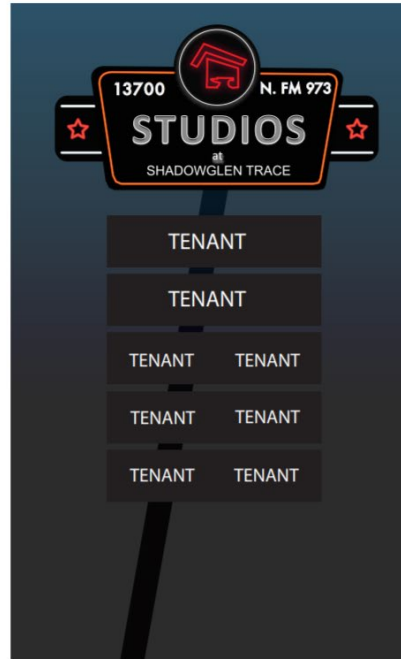 13700 N. FM 973
STUDIOS
at
SHADOWGLEN TRACE
TENANT
TENANT
TENANT TENANT
TENANT TENANT
TENANT TENANT